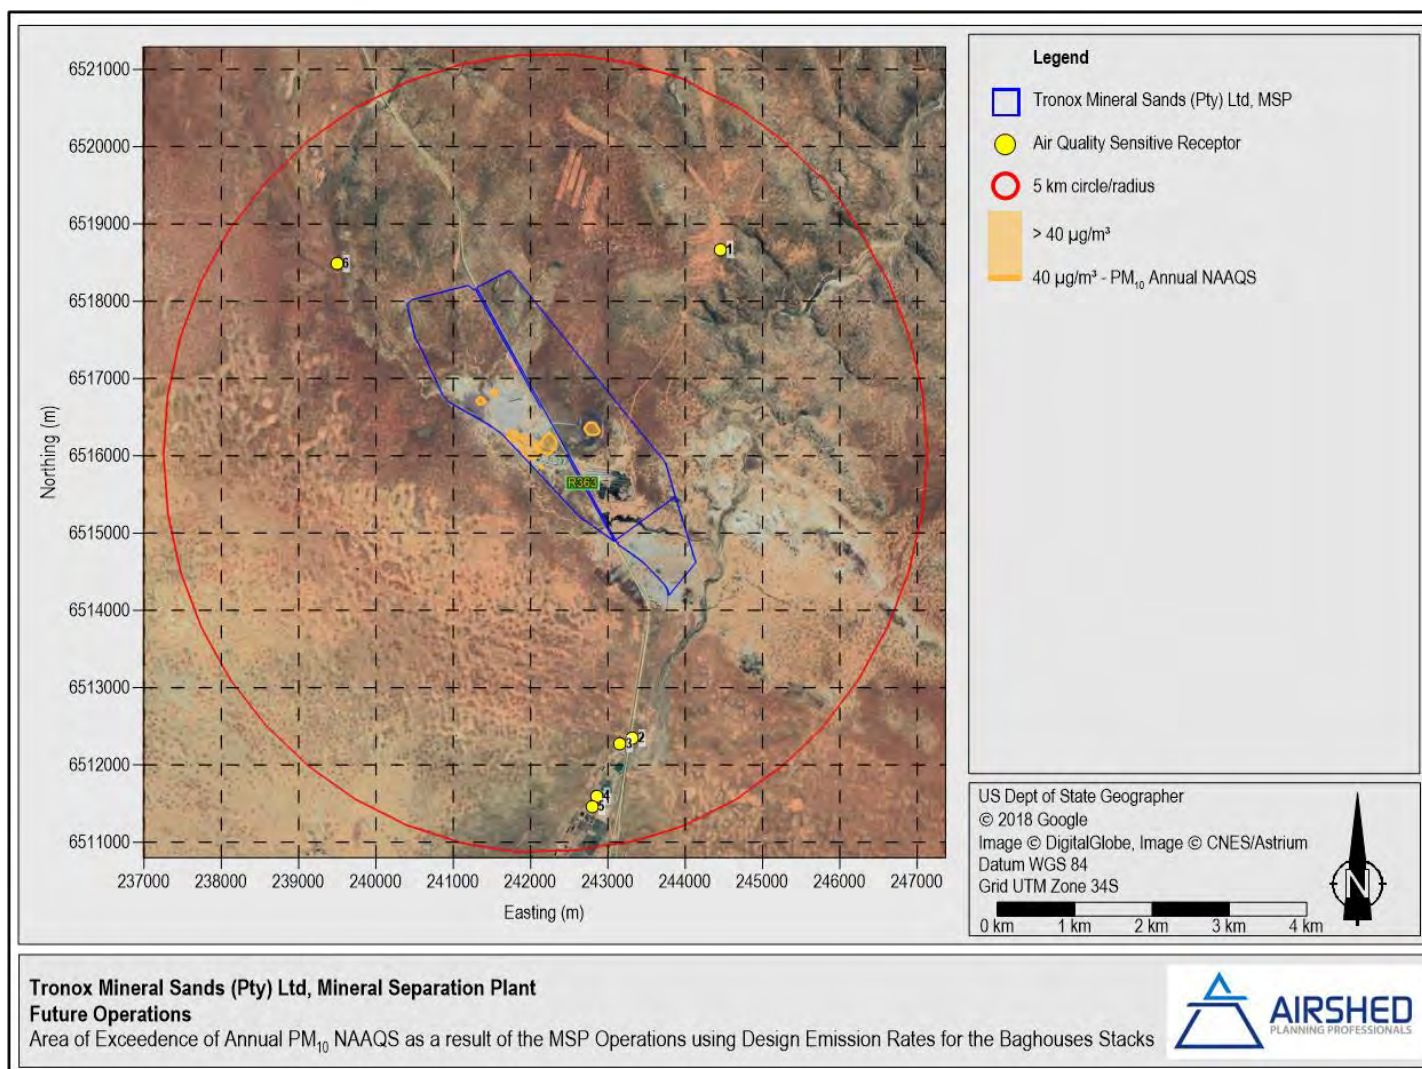 6521000
6520000
6519000
6518000
6517000
6516000
6515000
6514000
6513000
6512000
6511000
Northing (m)
237000 238000 239000 240000 241000 242000 243000 244000 245000 246000 247000
Easting (m)
1
6
R363
2
3
4
5
Legend
Tronox Mineral Sands (Pty) Ltd, MSP
Air Quality Sensitive Receptor
5 km circle/radius
> 40 µg/m³
40 µg/m³ - PM₁₀ Annual NAAQS
US Dept of State Geographer
© 2018 Google
Image © DigitalGlobe, Image © CNES/Astrium
Datum WGS 84
Grid UTM Zone 34S
0 km 1 km 2 km 3 km 4 km
N
Tronox Mineral Sands (Pty) Ltd, Mineral Separation Plant
Future Operations
Area of Exceedence of Annual PM₁₀ NAAQS as a result of the MSP Operations using Design Emission Rates for the Baghouses Stacks
AIRSHED
PLANNING PROFESSIONALS